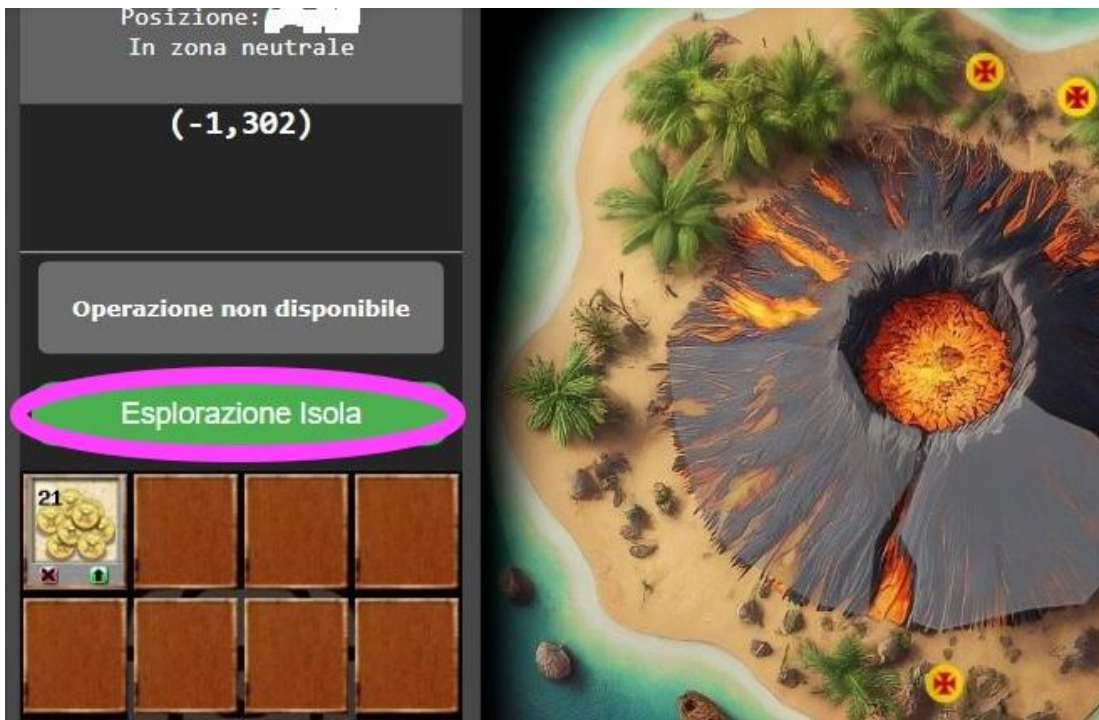 Posizione:
In zona neutrale
(-1,302)
Operazione non disponibile
Esplorazione Isola
21